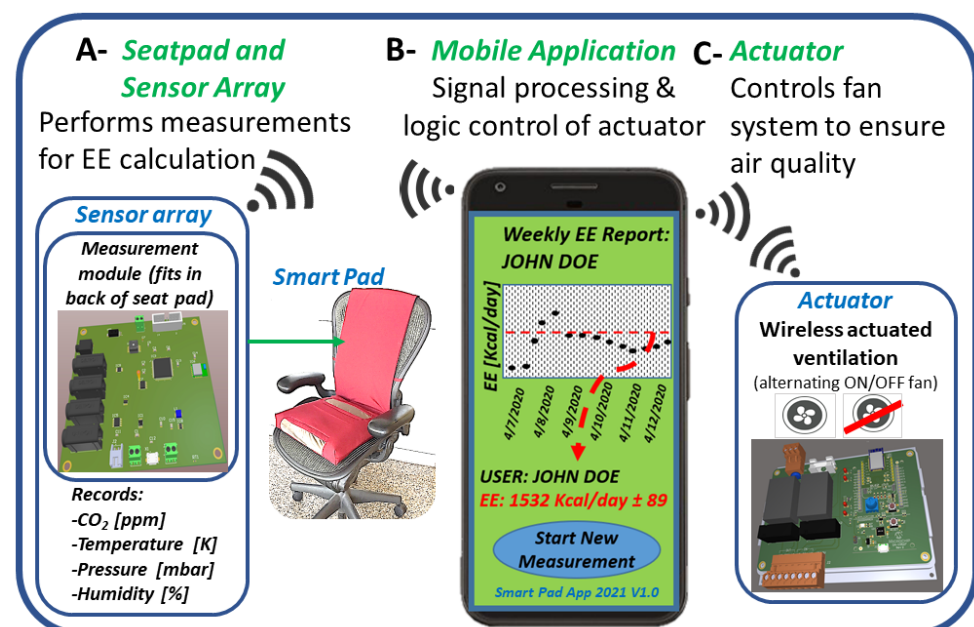 A- Seatpad and
Sensor Array
Performs measurements
for EE calculation
Sensor array
Measurement
module (fits in
back of seat pad)
Records:
-CO₂ [ppm]
-Temperature [K]
-Pressure [mbar]
-Humidity [%]
Smart Pad
B- Mobile Application
Signal processing &
logic control of actuator
Weekly EE Report:
JOHN DOE
EE [Kcal/day]
4/7/2020
4/8/2020
4/9/2020
4/10/2020
4/11/2020
4/12/2020
USER: JOHN DOE
EE: 1532 Kcal/day ± 89
Start New
Measurement
Smart Pad App 2021 V1.0
C- Actuator
Controls fan
system to ensure
air quality
Actuator
Wireless actuated
ventilation
(alternating ON/OFF fan)